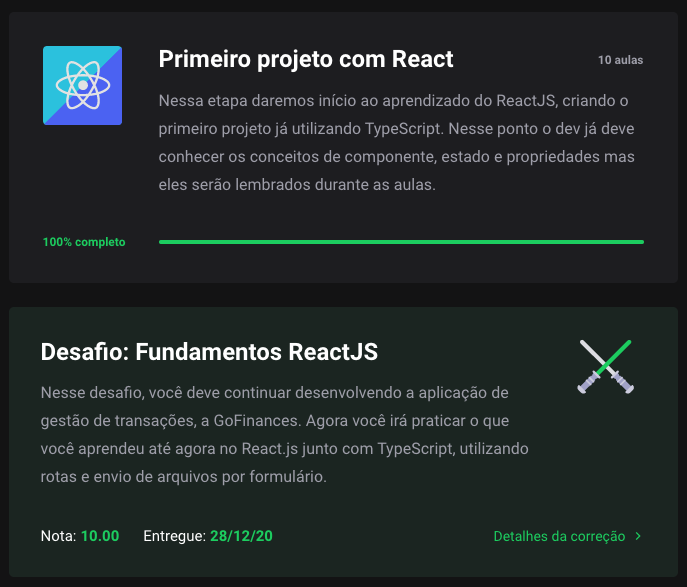 Primeiro projeto com React
10 aulas
Nessa etapa daremos início ao aprendizado do ReactJS, criando o
primeiro projeto já utilizando TypeScript. Nesse ponto o dev já deve
conhecer os conceitos de componente, estado e propriedades mas
eles serão lembrados durante as aulas.
100% completo
Desafio: Fundamentos ReactJS
Nesse desafio, você deve continuar desenvolvendo a aplicação de
gestão de transações, a GoFinances. Agora você irá praticar o que
você aprendeu até agora no React.js junto com TypeScript, utilizando
rotas e envio de arquivos por formulário.
Nota: 10.00 Entregue: 28/12/20 Detalhes da correção >